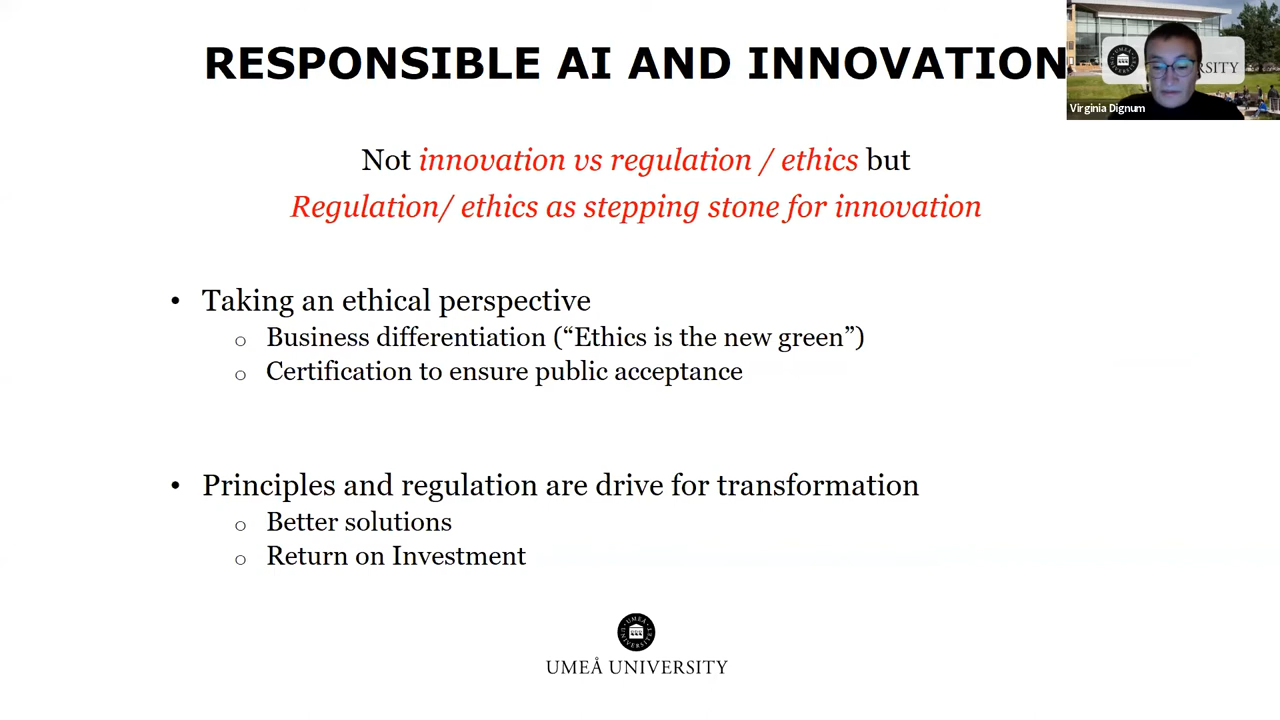 RESPONSIBLE AI AND INNOVATION
Virginia Dignum
UMEÅ
RSITY
Not innovation vs regulation / ethics but
Regulation/ ethics as stepping stone for innovation
• Taking an ethical perspective
○ Business differentiation (“Ethics is the new green”)
○ Certification to ensure public acceptance
• Principles and regulation are drive for transformation
○ Better solutions
○ Return on Investment
UMEÅ UNIVERSITY